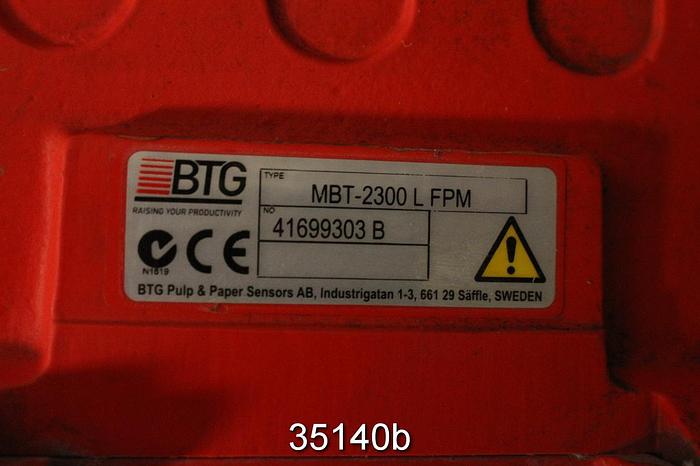 BTG
RAISING YOUR PRODUCTIVITY
TYPE
MBT-2300 L FPM
NO
41699303 B
N1519
CE
BTG Pulp & Paper Sensors AB, Industrigatan 1-3, 661 29 Säffle, SWEDEN
35140b